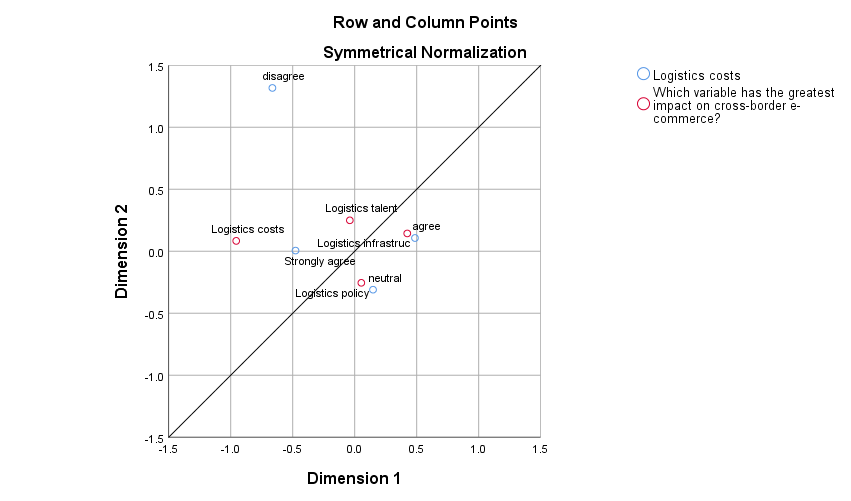 Row and Column Points
Symmetrical Normalization
Logistics costs
Which variable has the greatest
impact on cross-border e-
commerce?
Dimension 2
1.5
1.0
0.5
0.0
-0.5
-1.0
-1.5
disagree
Logistics talent
Logistics costs
agree
Logistics infrastruc
Strongly agree
neutral
Logistics policy
-1.5
-1.0
-0.5
0.0
0.5
1.0
1.5
Dimension 1